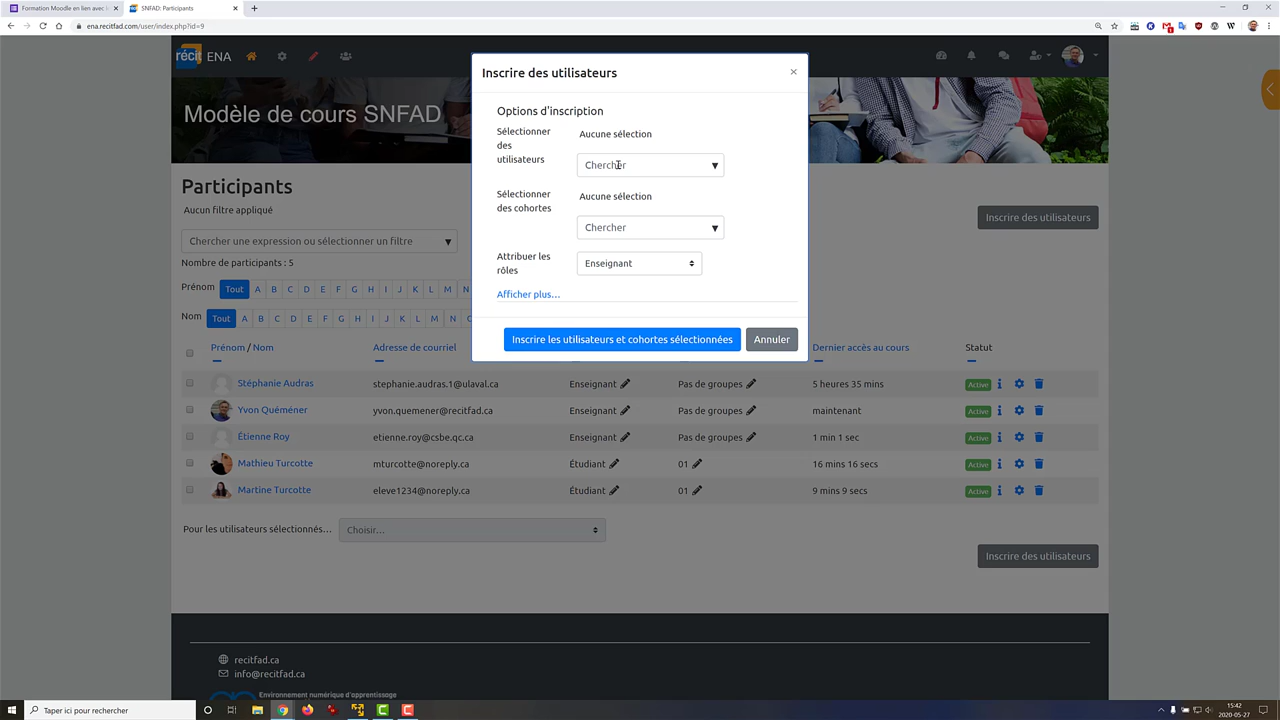 Formation Moodle en lien avec l
SNFAD: Participants
ena.recitfad.com/user/index.php?id=9
récit ENA
Modèle de cours SNFAD
Inscrire des utilisateurs
Options d'inscription
Sélectionner des utilisateurs
Aucune sélection
Chercher
Sélectionner des cohortes
Aucune sélection
Chercher
Attribuer les rôles
Enseignant
Afficher plus...
Inscrire les utilisateurs et cohortes sélectionnées
Annuler
Participants
Aucun filtre appliqué
Inscrire des utilisateurs
Chercher une expression ou sélectionner un filtre
Nombre de participants : 5
Prénom Tout A B C D E F G H I J K L M N
Nom Tout A B C D E F G H I J K L M N
Prénom / Nom Adresse de courriel Dernier accès au cours Statut
Stéphanie Audras stephanie.audras.1@ulaval.ca Enseignant Pas de groupes 5 heures 35 mins Active
Yvon Quéméner yvon.quemener@recitfad.ca Enseignant Pas de groupes maintenant Active
Étienne Roy etienne.roy@csbe.qc.ca Enseignant Pas de groupes 1 min 1 sec Active
Mathieu Turcotte mturcotte@noreply.ca Étudiant 01 16 mins 16 secs Active
Martine Turcotte eleve1234@noreply.ca Étudiant 01 9 mins 9 secs Active
Pour les utilisateurs sélectionnés... Choisir...
Inscrire des utilisateurs
recitfad.ca
info@recitfad.ca
Environnement numérique d'apprentissage
Taper ici pour rechercher
15:42
2020-05-27